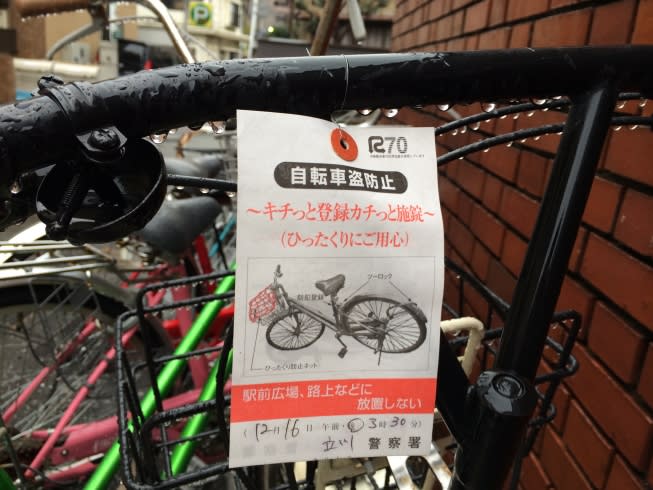 P
R70
自転車盗防止
〜キチっと登録カチっと施錠〜
(ひったくりにご用心)
ツーロック
防犯登録
ひったくり防止ネット
駅前広場、路上などに
放置しない
(12月16日 午前・後3時30分)
立川 警察署